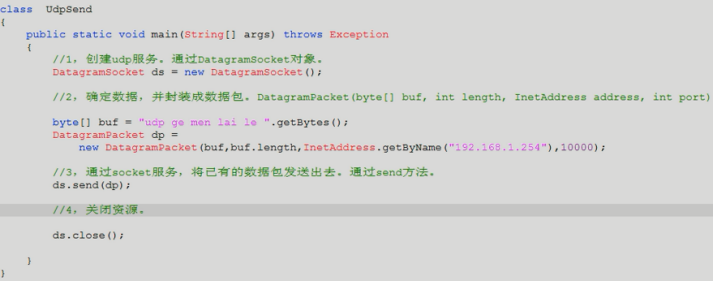 class  UdpSend
{
    public static void main(String[] args) throws Exception
    {
        //1，创建udp服务。通过DatagramSocket对象。
        DatagramSocket ds = new DatagramSocket();
        //2，确定数据，并封装成数据包。DatagramPacket(byte[] buf, int length, InetAddress address, int port)
        byte[] buf = "udp ge men lai le ".getBytes();
        DatagramPacket dp =
            new DatagramPacket(buf,buf.length,InetAddress.getByName("192.168.1.254"),10000);
        //3，通过socket服务，将已有的数据包发送出去。通过send方法。
        ds.send(dp);
        //4，关闭资源。
        ds.close();
    }
}